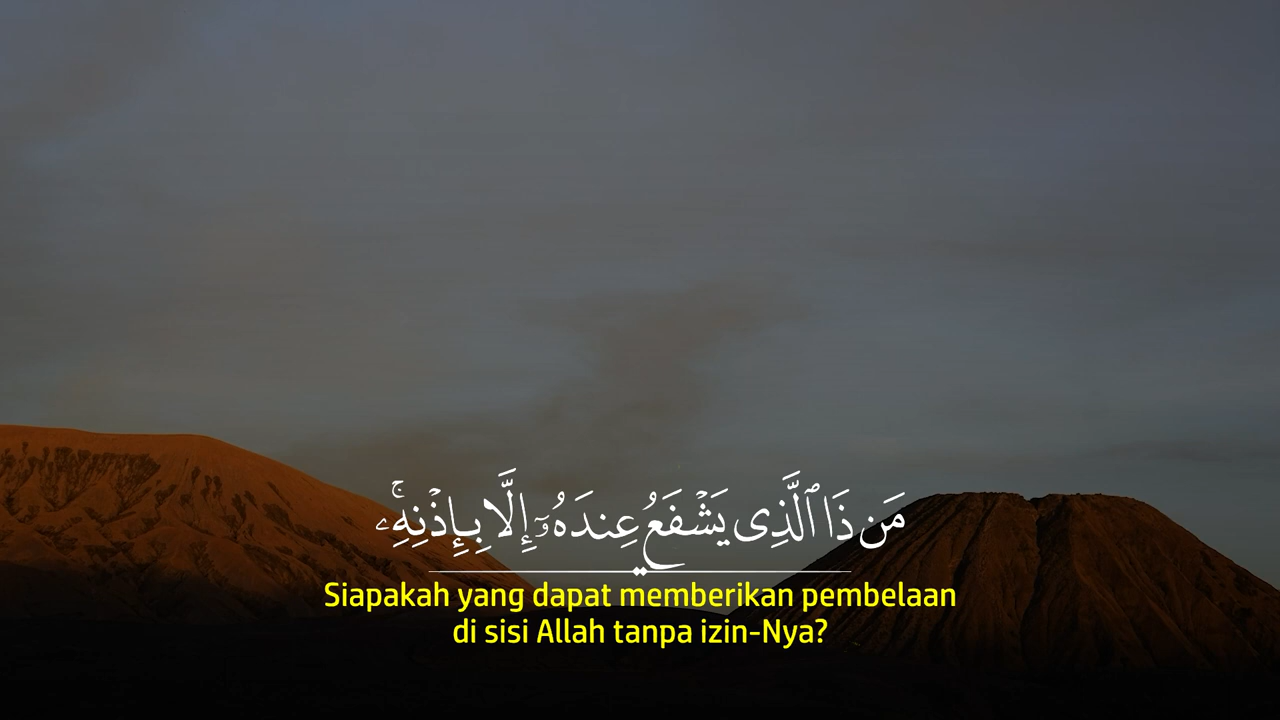 مَن ذَا ٱلَّذِى يَشْفَعُ عِندَهُۥٓ إِلَّا بِإِذْنِهِۦ ۚ
Siapakah yang dapat memberikan pembelaan
di sisi Allah tanpa izin-Nya?